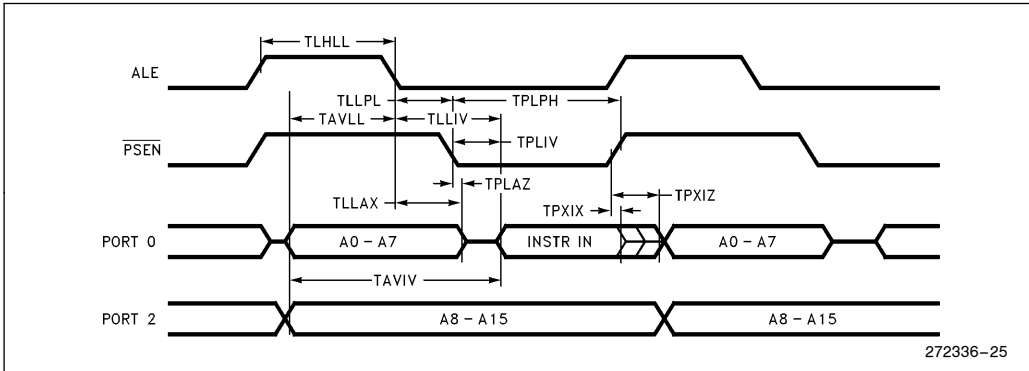 TLHLL
ALE
TLLPL
TPLPH
TAVLL
TLLIV
PSEN
TPLIV
TPLAZ
TPXIZ
TLLAX
TPXIX
PORT 0
A0 - A7
INSTR IN
A0 - A7
TAVIV
PORT 2
A8 - A15
A8 - A15
272336-25